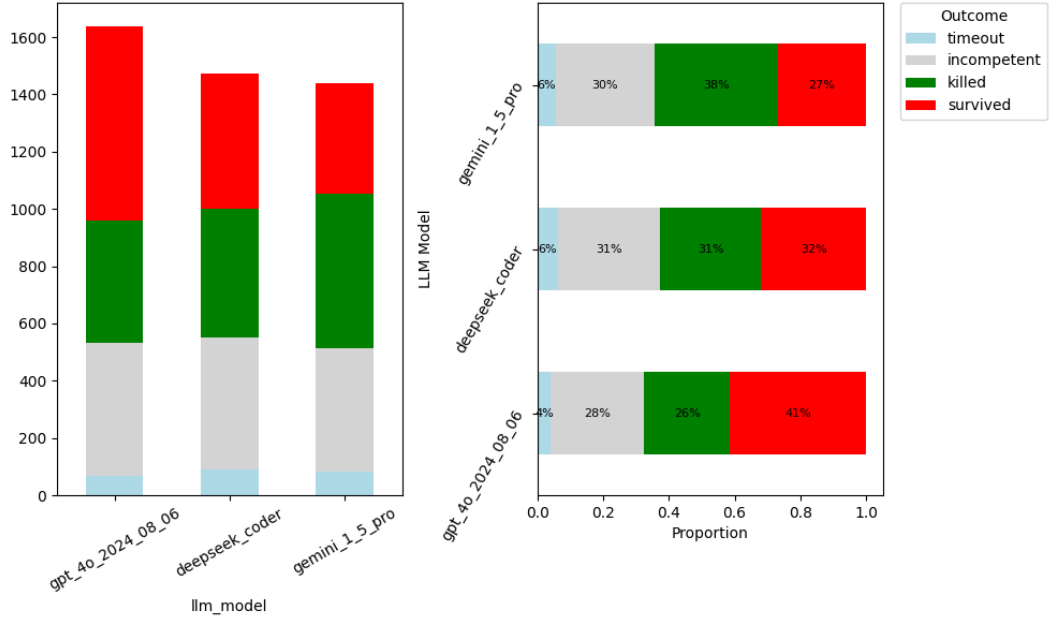 1600
1400
1200
1000
800
600
400
200
0
gpt_4o_2024_08_06
deepseek_coder
gemini_1_5_pro
llm_model
LLM Model
gemini_1_5_pro
6% 30% 38% 27%
deepseek_coder
6% 31% 31% 32%
gpt_4o_2024_08_06
4% 28% 26% 41%
0.0 0.2 0.4 0.6 0.8 1.0
Proportion
Outcome
timeout
incompetent
killed
survived